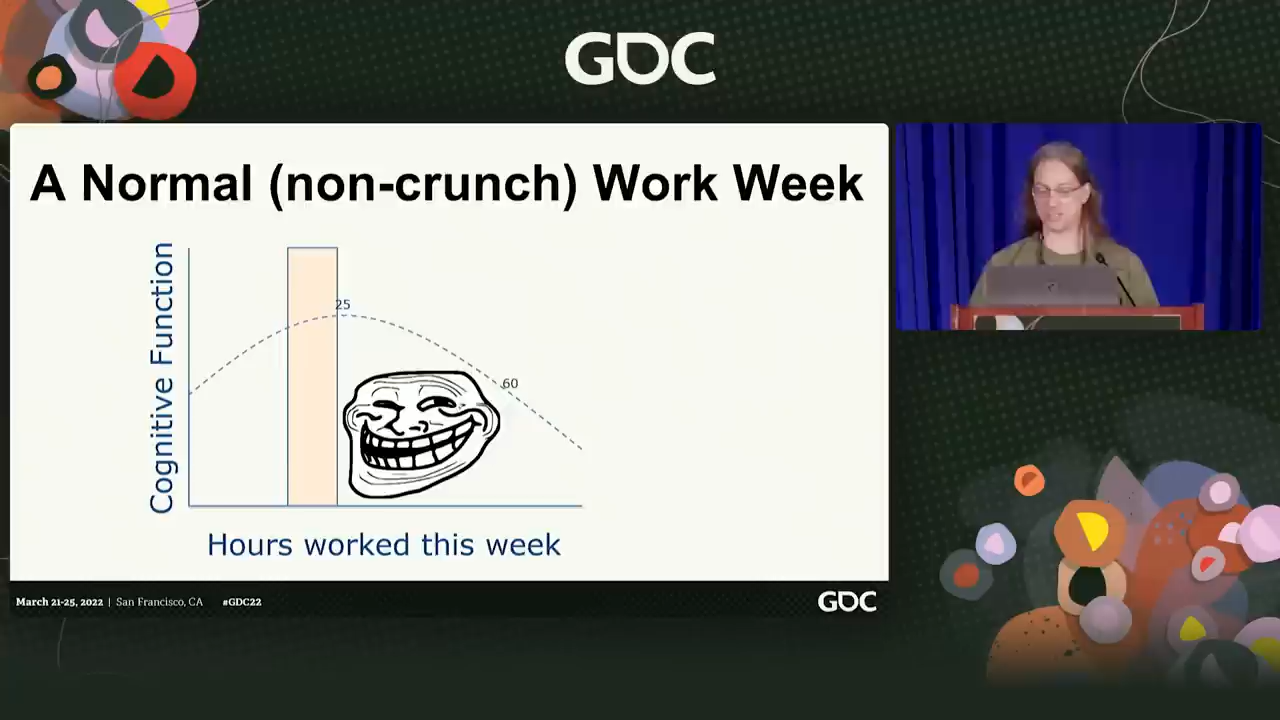 GDC
A Normal (non-crunch) Work Week
Cognitive Function
25
60
Hours worked this week
March 21-25, 2022 | San Francisco, CA #GDC22
GDC